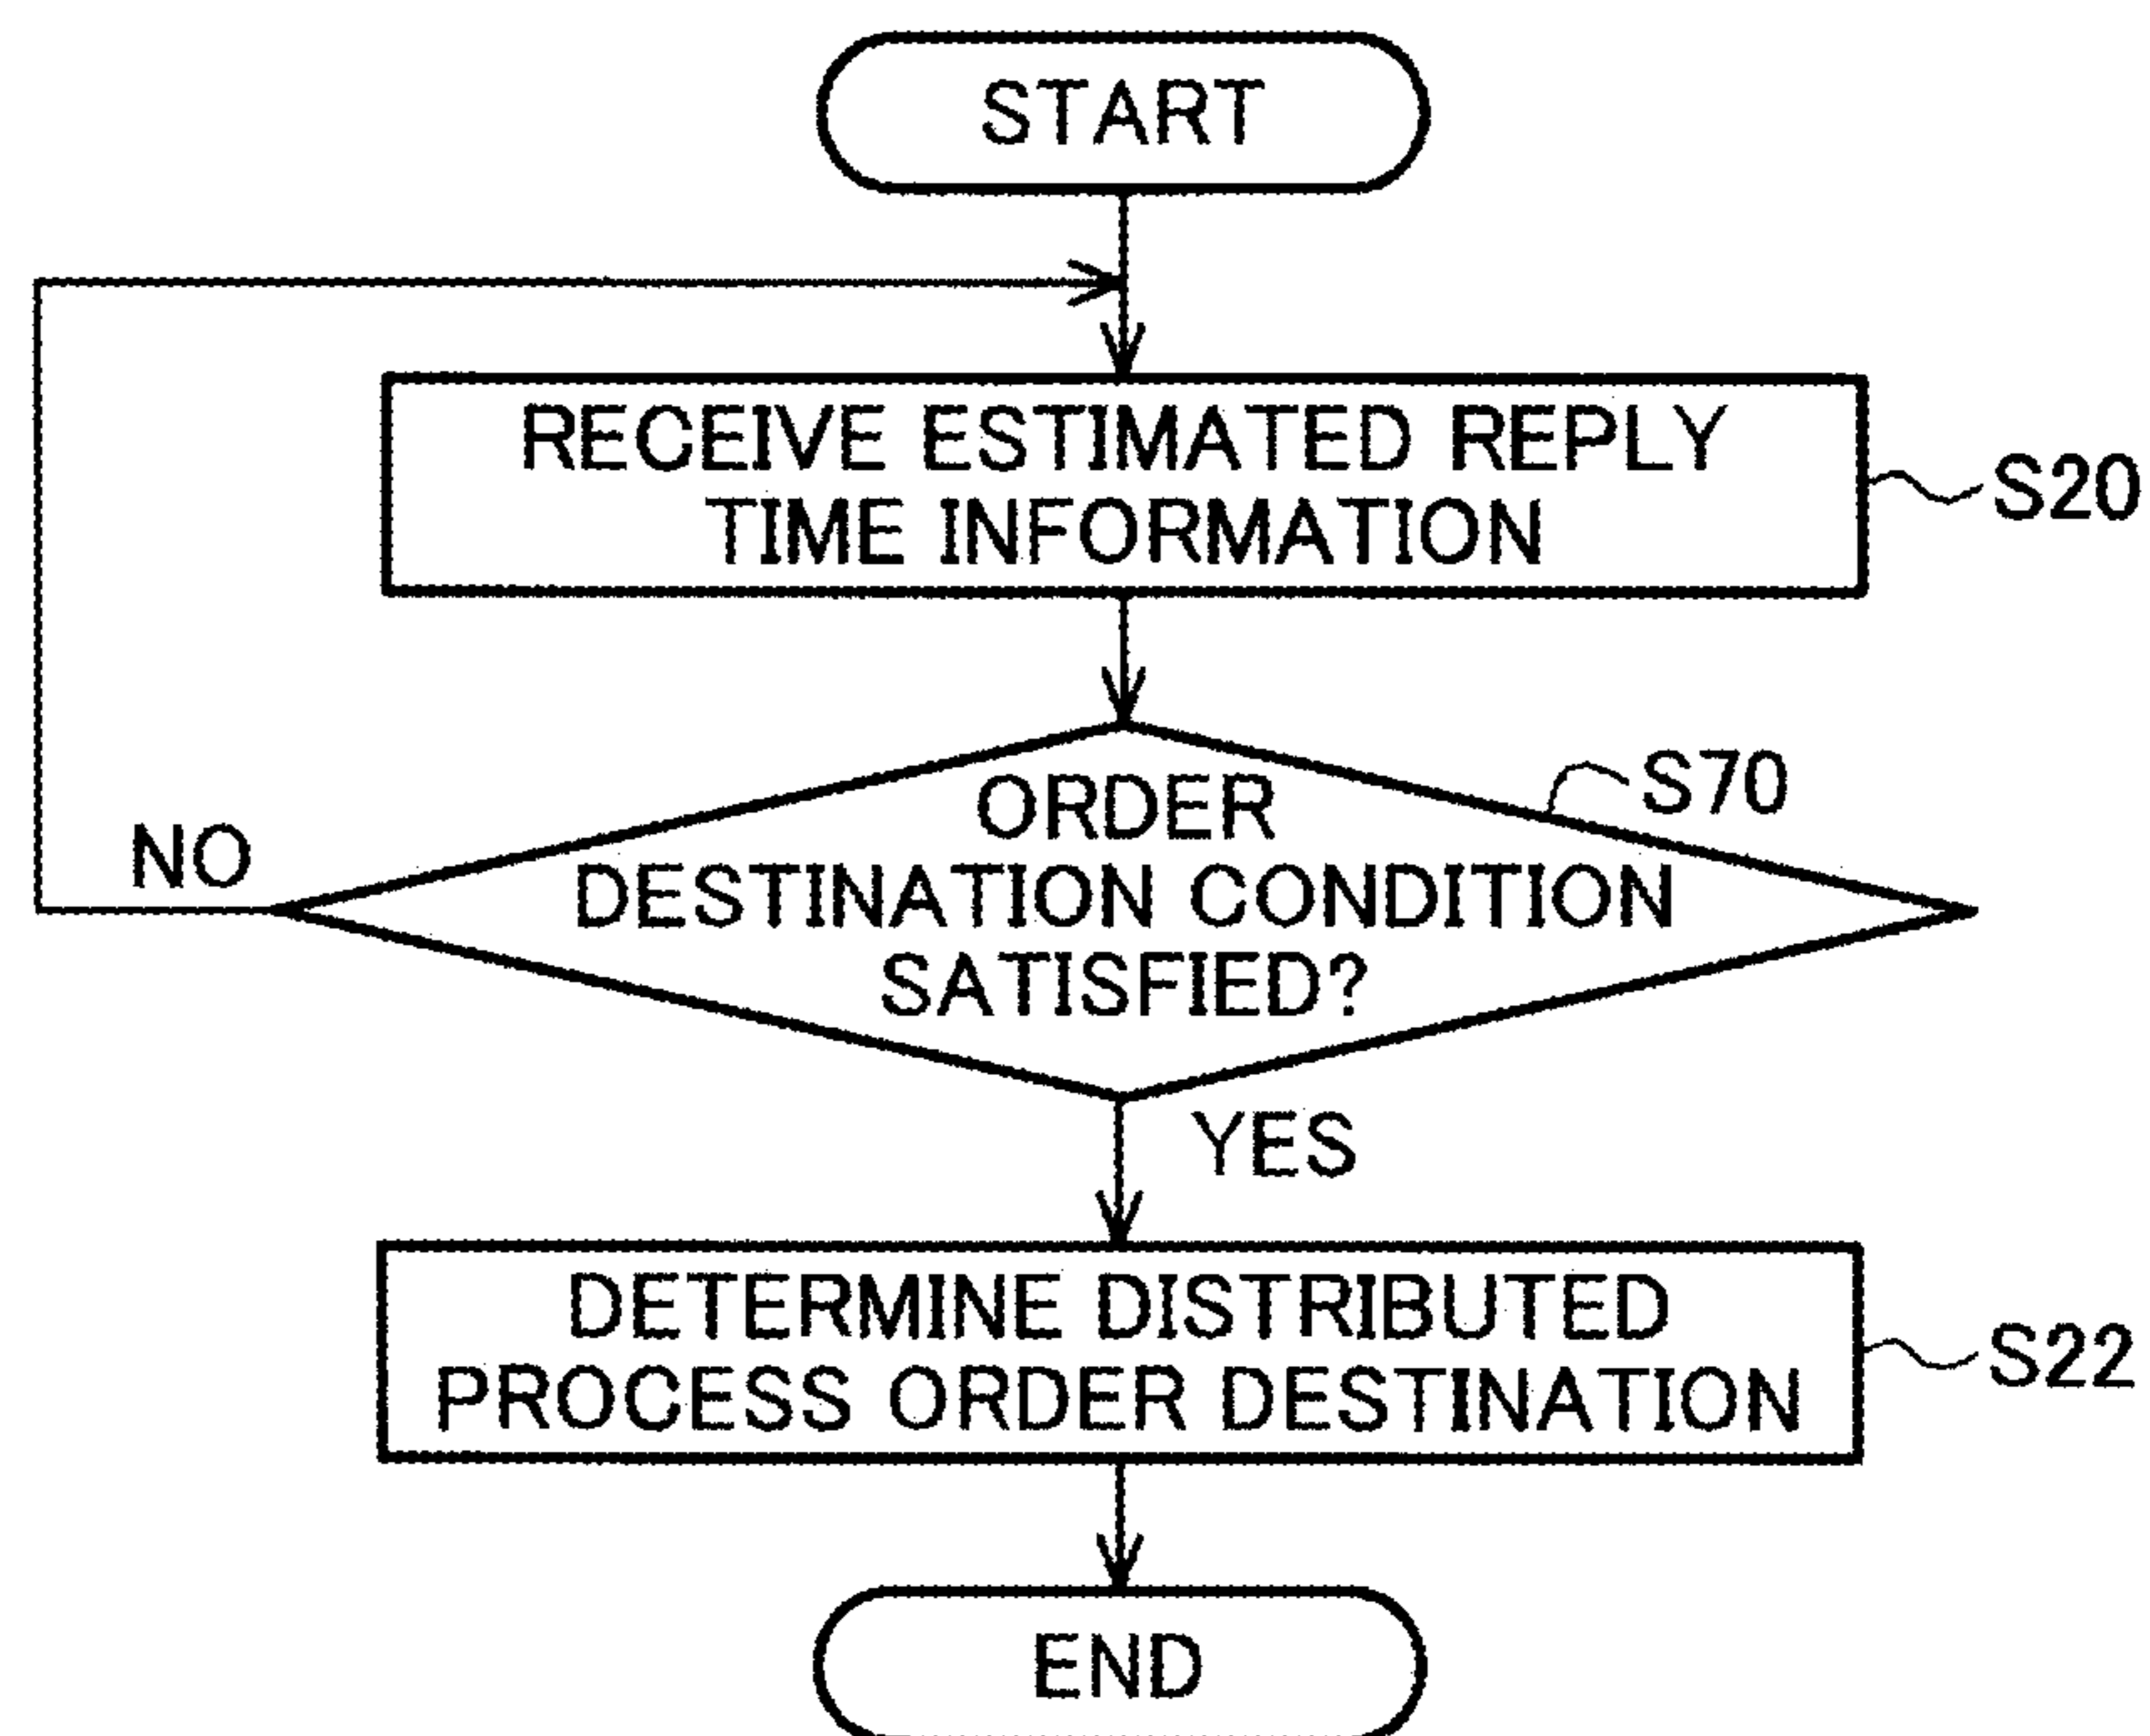 START
RECEIVE ESTIMATED REPLY
TIME INFORMATION
S20
ORDER
DESTINATION CONDITION
SATISFIED?
S70
NO
YES
DETERMINE DISTRIBUTED
PROCESS ORDER DESTINATION
S22
END